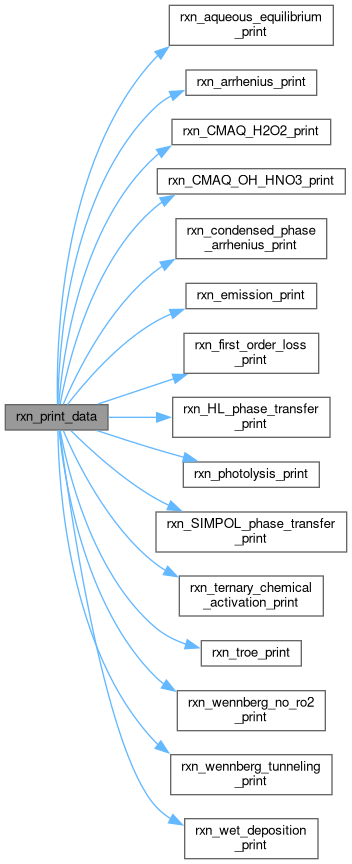 rxn_aqueous_equilibrium
_print
rxn_arrhenius_print
rxn_CMAQ_H2O2_print
rxn_CMAQ_OH_HNO3_print
rxn_condensed_phase
_arrhenius_print
rxn_emission_print
rxn_first_order_loss
_print
rxn_print_data
rxn_HL_phase_transfer
_print
rxn_photolysis_print
rxn_SIMPOL_phase_transfer
_print
rxn_ternary_chemical
_activation_print
rxn_troe_print
rxn_wennberg_no_ro2
_print
rxn_wennberg_tunneling
_print
rxn_wet_deposition
_print